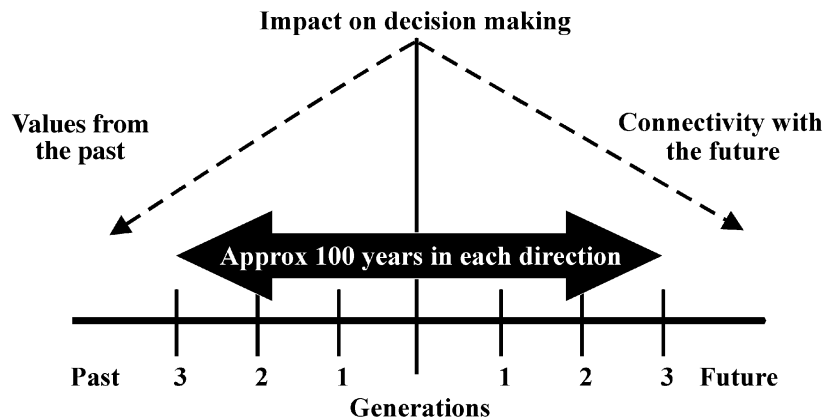 Impact on decision making
Values from
the past
Connectivity with
the future
Approx 100 years in each direction
Past 3 2 1 1 2 3 Future
Generations